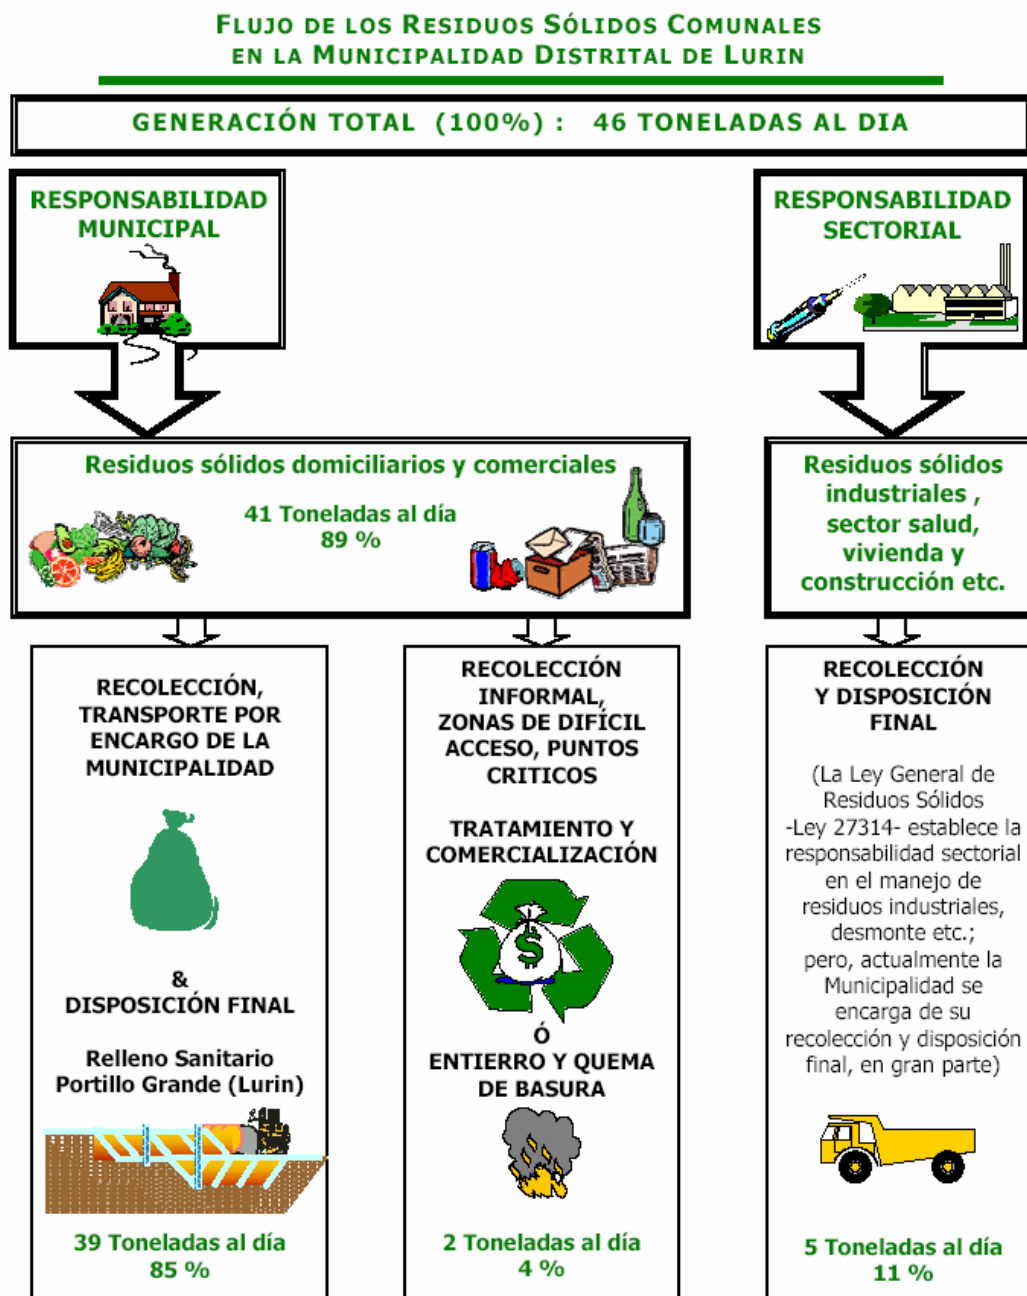 FLUJO DE LOS RESIDUOS SÓLIDOS COMUNALES
EN LA MUNICIPALIDAD DISTRITAL DE LURIN
GENERACIÓN TOTAL (100%) : 46 TONELADAS AL DIA
RESPONSABILIDAD
MUNICIPAL
RESPONSABILIDAD
SECTORIAL
Residuos sólidos domiciliarios y comerciales
41 Toneladas al día
89 %
Residuos sólidos
industriales ,
sector salud,
vivienda y
construcción etc.
RECOLECCIÓN,
TRANSPORTE POR
ENCARGO DE LA
MUNICIPALIDAD
&
DISPOSICIÓN FINAL
Relleno Sanitario
Portillo Grande (Lurin)
39 Toneladas al día
85 %
RECOLECCIÓN
INFORMAL,
ZONAS DE DIFÍCIL
ACCESO, PUNTOS
CRITICOS
TRATAMIENTO Y
COMERCIALIZACIÓN
$
Ó
ENTIERRO Y QUEMA
DE BASURA
2 Toneladas al día
4 %
RECOLECCIÓN
Y DISPOSICIÓN
FINAL
(La Ley General de
Residuos Sólidos
-Ley 27314- establece la
responsabilidad sectorial
en el manejo de
residuos industriales,
desmonte etc.;
pero, actualmente la
Municipalidad se
encarga de su
recolección y disposición
final, en gran parte)
5 Toneladas al día
11 %